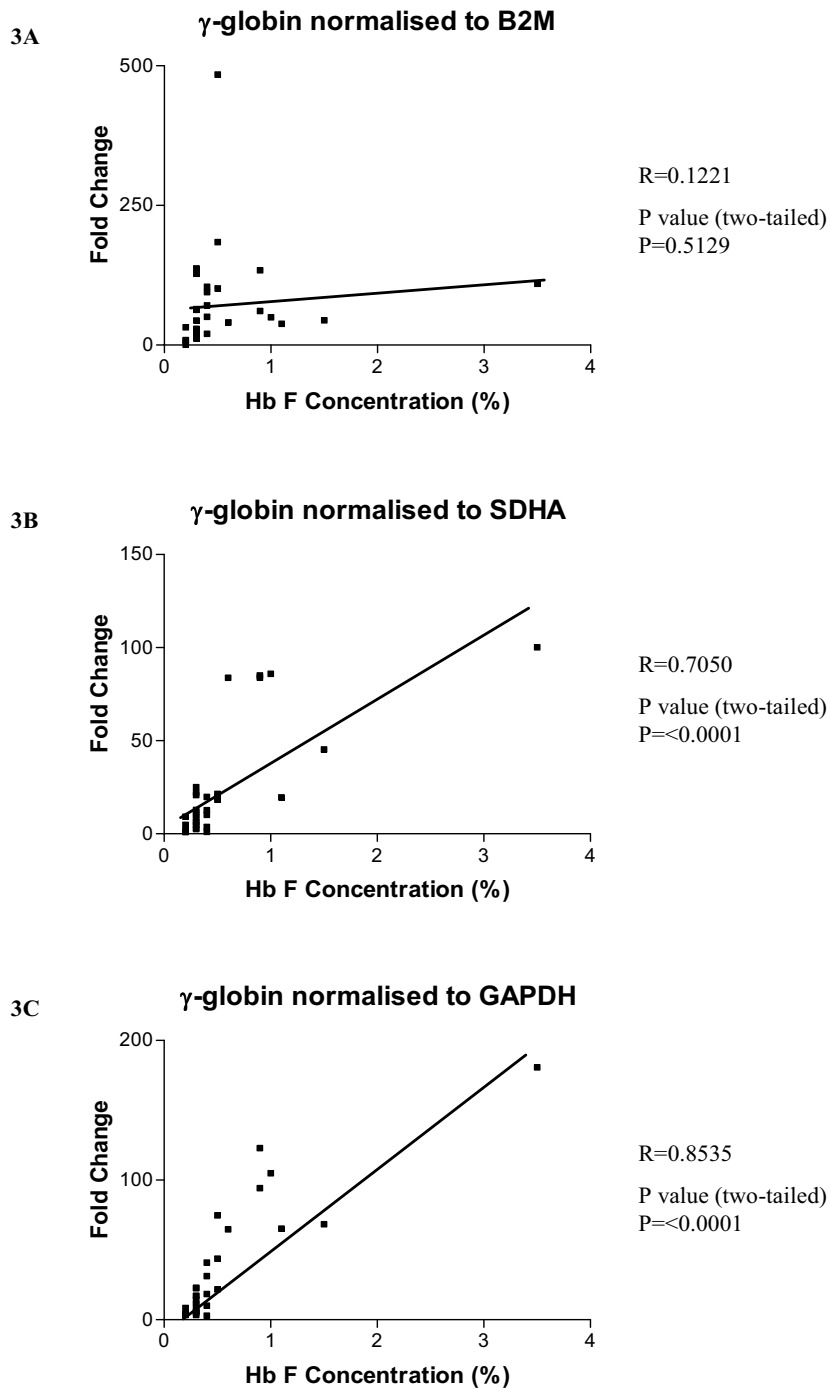 3A
γ-globin normalised to B2M
500
250
0
Fold Change
0 1 2 3 4
Hb F Concentration (%)
R=0.1221
P value (two-tailed)
P=0.5129
3B
γ-globin normalised to SDHA
150
100
50
0
Fold Change
0 1 2 3 4
Hb F Concentration (%)
R=0.7050
P value (two-tailed)
P=<0.0001
3C
γ-globin normalised to GAPDH
200
100
0
Fold Change
0 1 2 3 4
Hb F Concentration (%)
R=0.8535
P value (two-tailed)
P=<0.0001